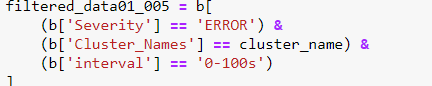 filtered_data01_005 = b[
(b['Severity'] == 'ERROR') &
(b['Cluster_Names'] == cluster_name) &
(b['interval'] == '0-100s')
]